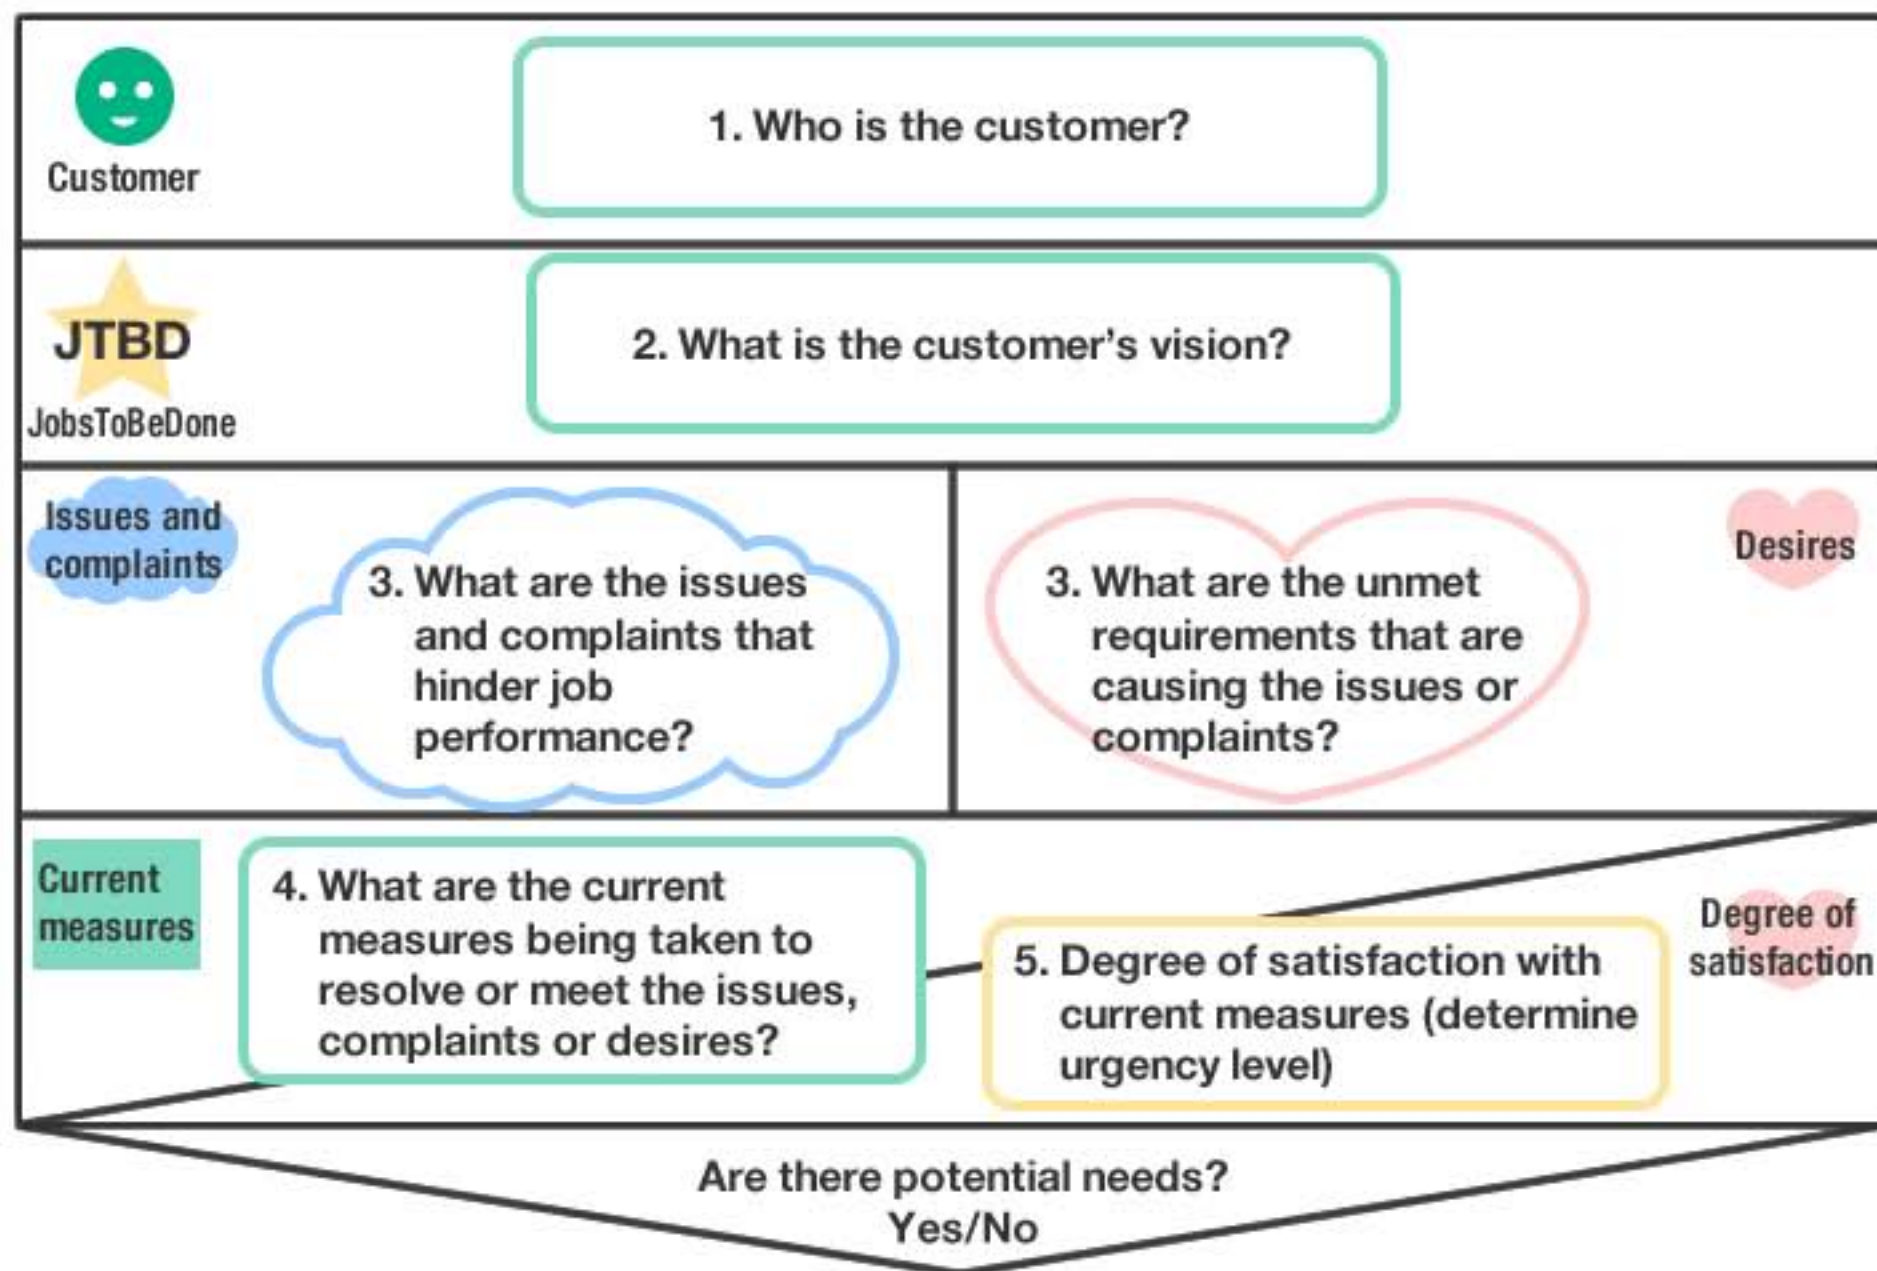 Customer
1. Who is the customer?
JTBD
JobsToBeDone
2. What is the customer’s vision?
Issues and
complaints
3. What are the issues
and complaints that
hinder job
performance?
3. What are the unmet
requirements that are
causing the issues or
complaints?
Desires
Current
measures
4. What are the current
measures being taken to
resolve or meet the issues,
complaints or desires?
5. Degree of satisfaction with
current measures (determine
urgency level)
Degree of
satisfaction
Are there potential needs?
Yes/No